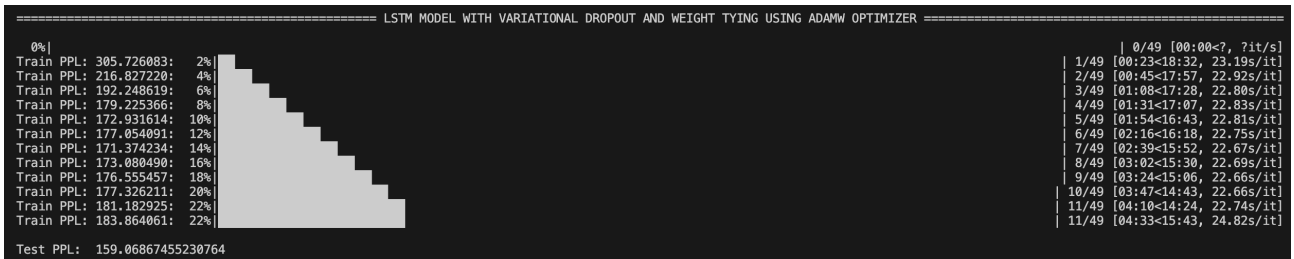 ================================================== LSTM MODEL WITH VARIATIONAL DROPOUT AND WEIGHT TYING USING ADAMW OPTIMIZER ==================================================
0%| | 0/49 [00:00<?, ?it/s]
Train PPL: 305.726083: 2%| | 1/49 [00:23<18:32, 23.19s/it]
Train PPL: 216.827220: 4%| | 2/49 [00:45<17:57, 22.92s/it]
Train PPL: 192.248619: 6%| | 3/49 [01:08<17:28, 22.80s/it]
Train PPL: 179.225366: 8%| | 4/49 [01:31<17:07, 22.83s/it]
Train PPL: 172.931614: 10%| | 5/49 [01:54<16:43, 22.81s/it]
Train PPL: 177.054091: 12%| | 6/49 [02:16<16:18, 22.75s/it]
Train PPL: 171.374234: 14%| | 7/49 [02:39<15:52, 22.67s/it]
Train PPL: 173.080490: 16%| | 8/49 [03:02<15:30, 22.69s/it]
Train PPL: 176.555457: 18%| | 9/49 [03:24<15:06, 22.66s/it]
Train PPL: 177.326211: 20%| | 10/49 [03:47<14:43, 22.66s/it]
Train PPL: 181.182925: 22%| | 11/49 [04:10<14:24, 22.74s/it]
Train PPL: 183.864061: 22%| | 11/49 [04:33<15:43, 24.82s/it]
Test PPL: 159.06867455230764